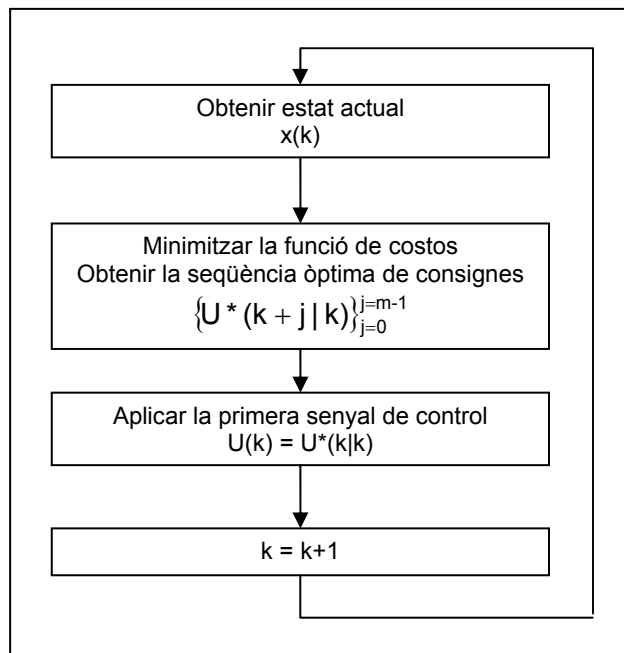 Obtenir estat actual
x(k)
Minimitzar la funció de costos
Obtenir la seqüència òptima de consignes
{U * (k + j | k)}_{j=0}^{j=m-1}
Aplicar la primera senyal de control
U(k) = U*(k|k)
k = k+1